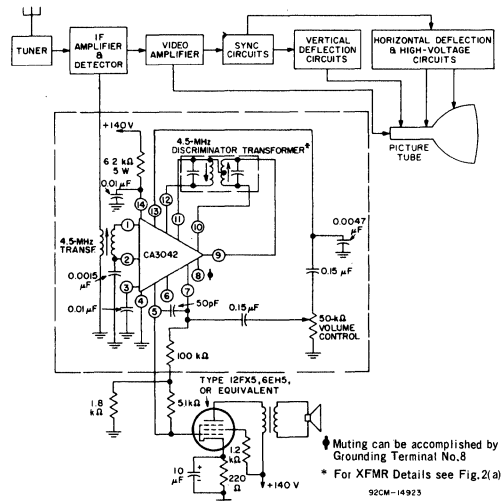 TUNER
IF
AMPLIFIER
&
DETECTOR
VIDEO
AMPLIFIER
SYNC
CIRCUITS
VERTICAL
DEFLECTION
CIRCUITS
HORIZONTAL DEFLECTION
& HIGH-VOLTAGE
CIRCUITS
PICTURE
TUBE
+140 V
6.2 kΩ
5 W
0.01 μF
4.5-MHz
DISCRIMINATOR TRANSFORMER*
14
13
12
11
10
4.5-MHz
TRANSF.
1
2
3
CA3042
9
8
4
5
6
7
0.0015
μF
0.01 μF
50 pF
0.0047
μF
0.15 μF
0.15 μF
50-kΩ
VOLUME
CONTROL
100 kΩ
1.8
kΩ
5.1 kΩ
TYPE 12FX5, 6EH5,
OR EQUIVALENT
1.2
kΩ
10
μF
+
-
220
Ω
+140 V
ϕ Muting can be accomplished by
Grounding Terminal No.8
* For XFMR Details see Fig.2(a)
92CM-14923